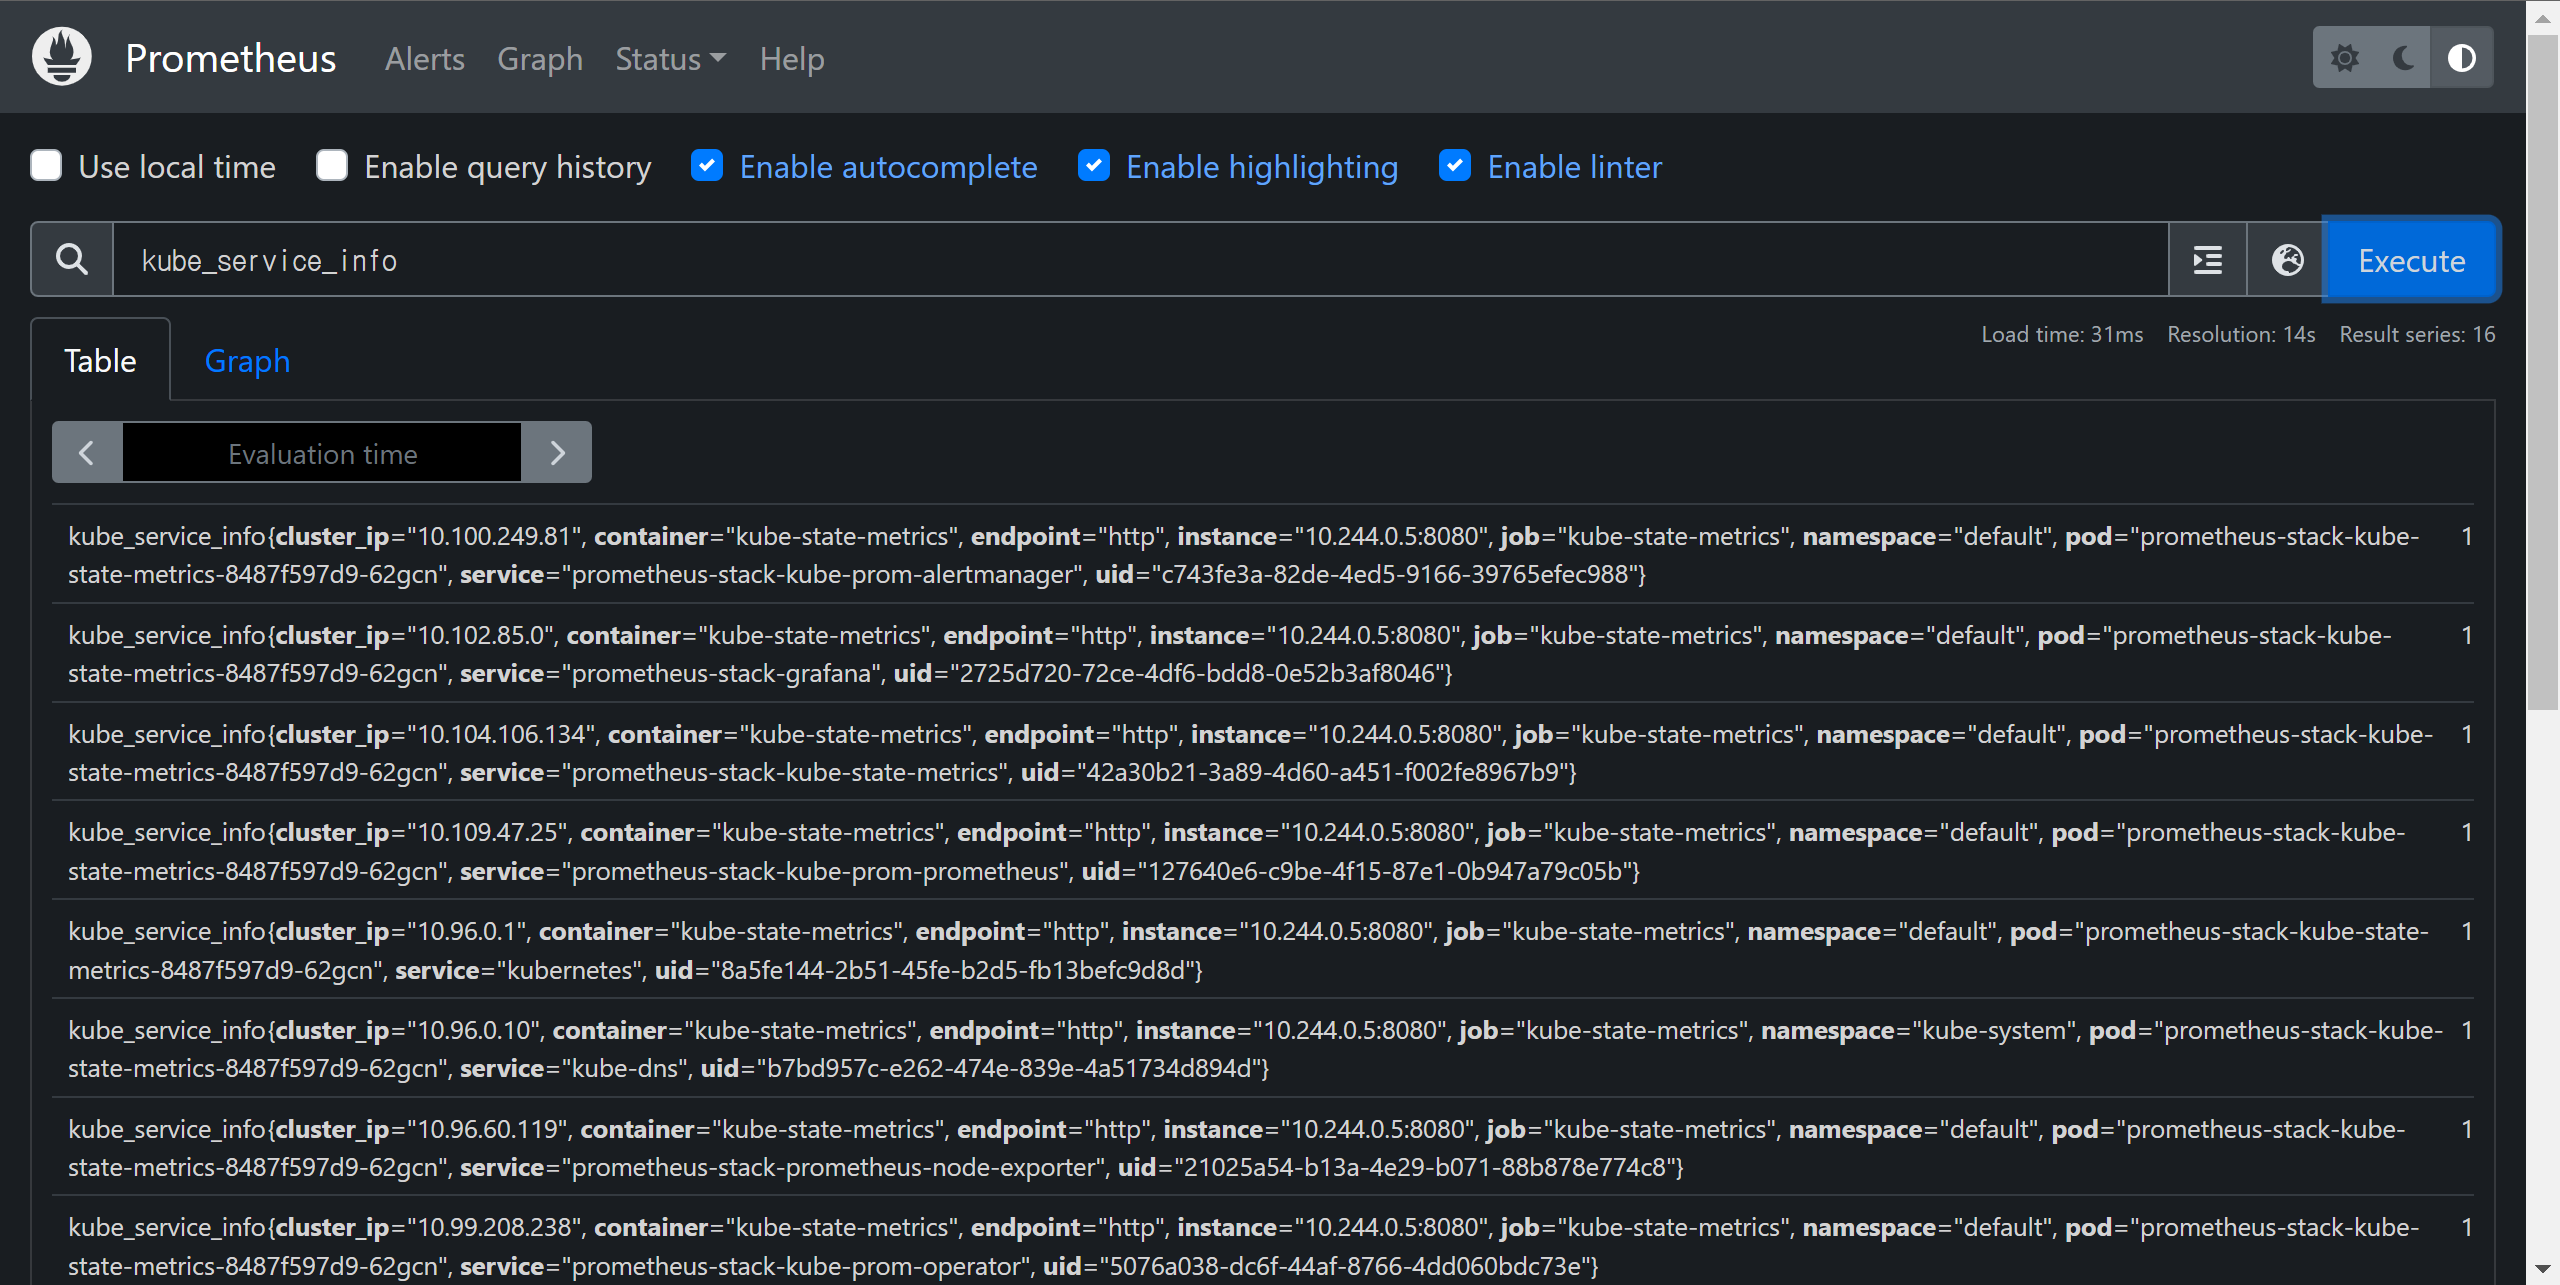 Prometheus Alerts Graph Status Help
Use local time Enable query history Enable autocomplete Enable highlighting Enable linter
kube_service_info Execute
Load time: 31ms Resolution: 14s Result series: 16
Table Graph
Evaluation time
kube_service_info{cluster_ip="10.100.249.81", container="kube-state-metrics", endpoint="http", instance="10.244.0.5:8080", job="kube-state-metrics", namespace="default", pod="prometheus-stack-kube- 1
state-metrics-8487f597d9-62gcn", service="prometheus-stack-kube-prom-alertmanager", uid="c743fe3a-82de-4ed5-9166-39765efec988"}
kube_service_info{cluster_ip="10.102.85.0", container="kube-state-metrics", endpoint="http", instance="10.244.0.5:8080", job="kube-state-metrics", namespace="default", pod="prometheus-stack-kube- 1
state-metrics-8487f597d9-62gcn", service="prometheus-stack-grafana", uid="2725d720-72ce-4df6-bdd8-0e52b3af8046"}
kube_service_info{cluster_ip="10.104.106.134", container="kube-state-metrics", endpoint="http", instance="10.244.0.5:8080", job="kube-state-metrics", namespace="default", pod="prometheus-stack-kube- 1
state-metrics-8487f597d9-62gcn", service="prometheus-stack-kube-state-metrics", uid="42a30b21-3a89-4d60-a451-f002fe8967b9"}
kube_service_info{cluster_ip="10.109.47.25", container="kube-state-metrics", endpoint="http", instance="10.244.0.5:8080", job="kube-state-metrics", namespace="default", pod="prometheus-stack-kube- 1
state-metrics-8487f597d9-62gcn", service="prometheus-stack-kube-prom-prometheus", uid="127640e6-c9be-4f15-87e1-0b947a79c05b"}
kube_service_info{cluster_ip="10.96.0.1", container="kube-state-metrics", endpoint="http", instance="10.244.0.5:8080", job="kube-state-metrics", namespace="default", pod="prometheus-stack-kube-state- 1
metrics-8487f597d9-62gcn", service="kubernetes", uid="8a5fe144-2b51-45fe-b2d5-fb13befc9d8d"}
kube_service_info{cluster_ip="10.96.0.10", container="kube-state-metrics", endpoint="http", instance="10.244.0.5:8080", job="kube-state-metrics", namespace="kube-system", pod="prometheus-stack-kube- 1
state-metrics-8487f597d9-62gcn", service="kube-dns", uid="b7bd957c-e262-474e-839e-4a51734d894d"}
kube_service_info{cluster_ip="10.96.60.119", container="kube-state-metrics", endpoint="http", instance="10.244.0.5:8080", job="kube-state-metrics", namespace="default", pod="prometheus-stack-kube- 1
state-metrics-8487f597d9-62gcn", service="prometheus-stack-prometheus-node-exporter", uid="21025a54-b13a-4e29-b071-88b878e774c8"}
kube_service_info{cluster_ip="10.99.208.238", container="kube-state-metrics", endpoint="http", instance="10.244.0.5:8080", job="kube-state-metrics", namespace="default", pod="prometheus-stack-kube- 1
state-metrics-8487f597d9-62gcn", service="prometheus-stack-kube-prom-operator", uid="5076a038-dc6f-44af-8766-4dd060bdc73e"}